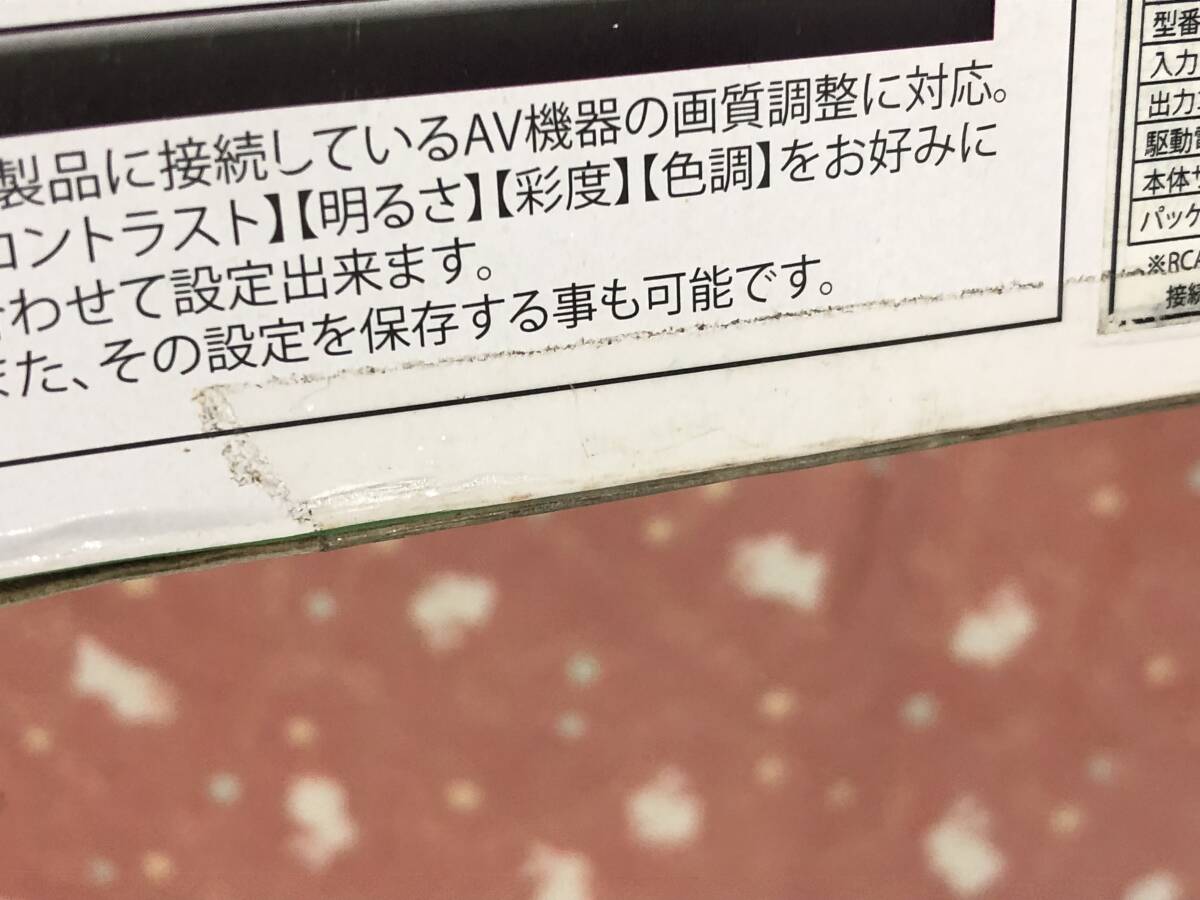 製品に接続しているAV機器の画質調整に対応。
コントラスト】【明るさ】【彩度】【色調】をお好みに
わせて設定出来ます。
また、その設定を保存する事も可能です。
型番
入力
出力
駆動
本体サ
パッケ
※RCA
接続